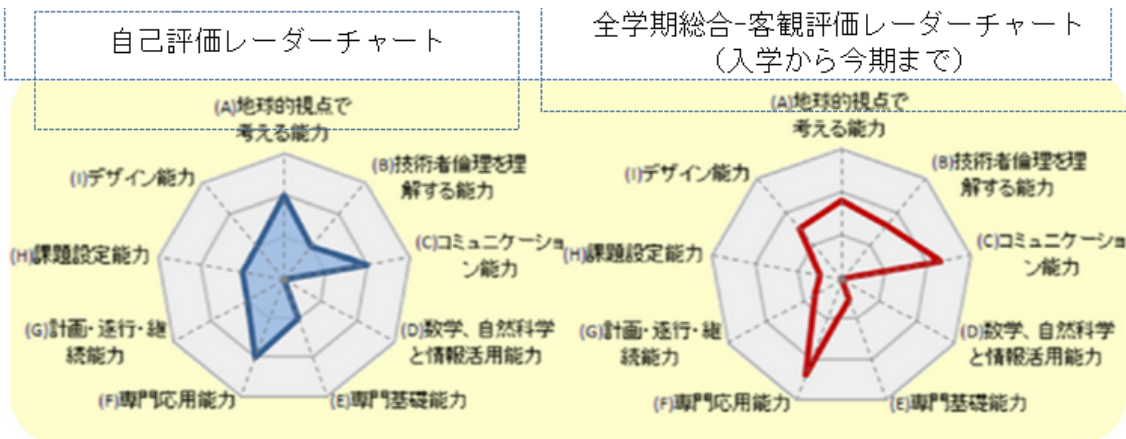 自己評価レーダーチャート
全学期総合-客観評価レーダーチャート
(入学から今期まで)
(A)地球的視点で
考える能力
(B)技術者倫理を理
解する能力
(C)コミュニケーショ
ン能力
(D)数学、自然科学
と情報活用能力
(E)専門基礎能力
(F)専門応用能力
(G)計画・遂行・継
続能力
(H)課題設定能力
(I)デザイン能力
(A)地球的視点で
考える能力
(B)技術者倫理を理
解する能力
(C)コミュニケーショ
ン能力
(D)数学、自然科学
と情報活用能力
(E)専門基礎能力
(F)専門応用能力
(G)計画・遂行・継
続能力
(H)課題設定能力
(I)デザイン能力